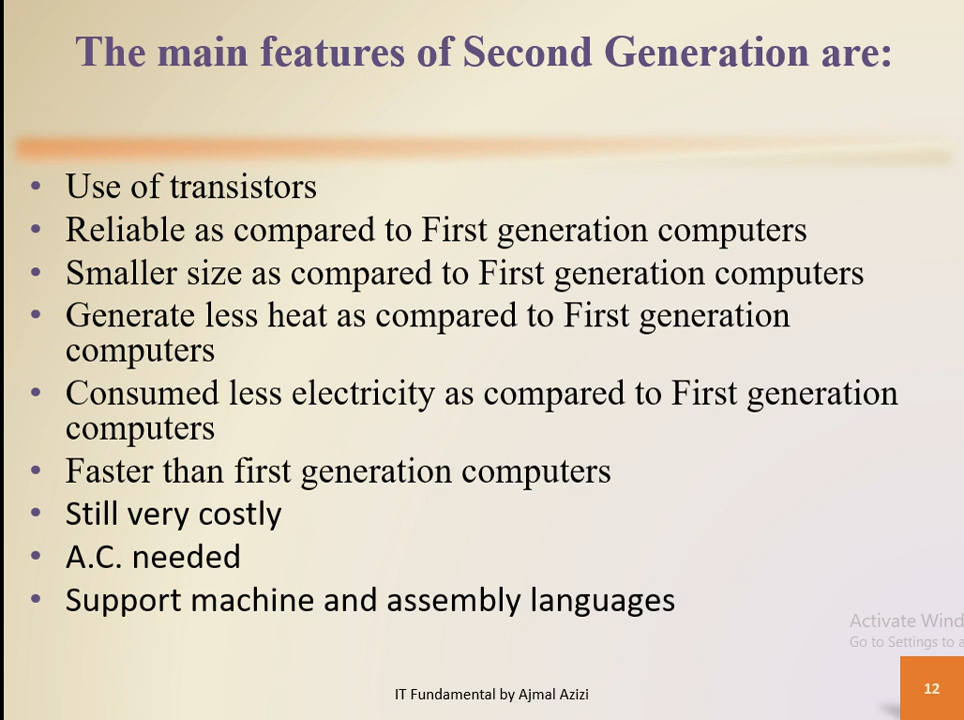 The main features of Second Generation are:
• Use of transistors
• Reliable as compared to First generation computers
• Smaller size as compared to First generation computers
• Generate less heat as compared to First generation
computers
• Consumed less electricity as compared to First generation
computers
• Faster than first generation computers
• Still very costly
• A.C. needed
• Support machine and assembly languages
Activate Wind
Go to Settings to a
IT Fundamental by Ajmal Azizi
12